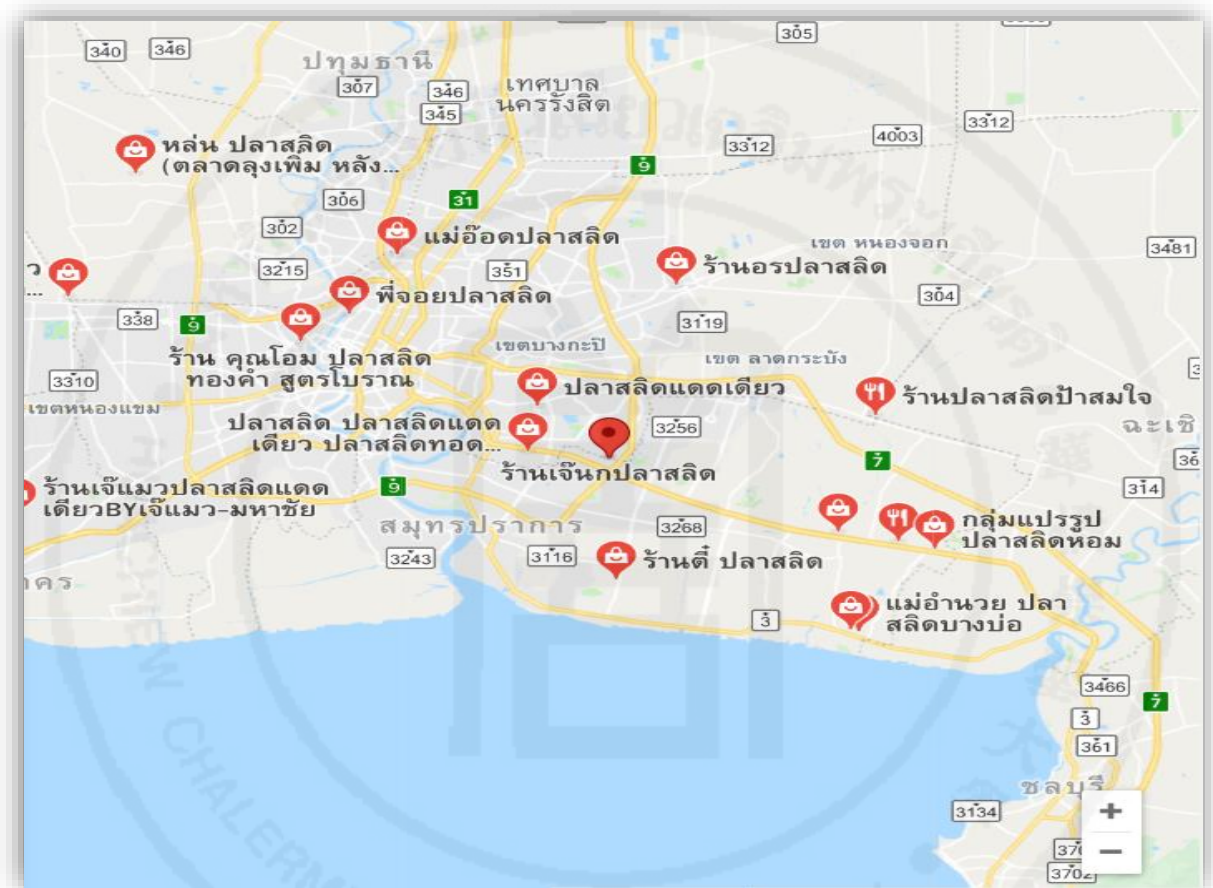 305
340
346
ปทุมธานี
307
346
เทศบาล
นครรังสิต
345
3312
4003
3312
หล่น ปลาสลิด
(ตลาดลุงเพิ่ม หลัง...
9
306
31
302
แม่อ๊อดปลาสลิด
เขต หนองจอก
3481
3215
351
ร้านอรปลาสลิด
ว
...
พี่จอยปลาสลิด
304
338
9
3119
ร้าน คุณโอม ปลาสลิด
ทองคำ สูตรโบราณ
เขตบางกะปิ
เขต ลาดกระบัง
3310
เขตหนองแขม
ปลาสลิดแดดเดียว
ร้านปลาสลิดป้าสมใจ
ปลาสลิด ปลาสลิดแดด
เดียว ปลาสลิดทอด...
3256
ฉะเชิ
ร้านเจ๊นกปลาสลิด
7
36
314
ร้านเจ๊แมวปลาสลิดแดด
เดียวBYเจ๊แมว-มหาชัย
9
สมุทรปราการ
3268
กลุ่มแปรรูป
ปลาสลิดหอม
3243
3116
ร้านตี๋ ปลาสลิด
าคร
3
แม่อำนวย ปลา
สลิดบางบ่อ
3466
7
3
361
ชลบุรี
3134
+
−
370
3702
CHEW CHALERM